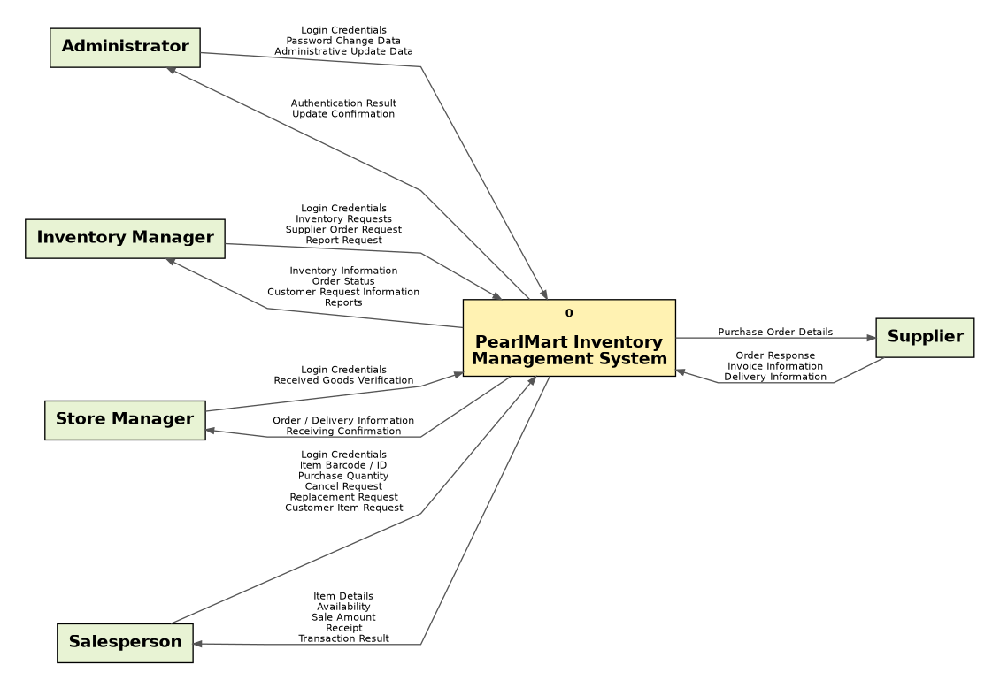 Administrator
Login Credentials
Password Change Data
Administrative Update Data
Authentication Result
Update Confirmation
Inventory Manager
Login Credentials
Inventory Requests
Supplier Order Request
Report Request
Inventory Information
Order Status
Customer Request Information
Reports
0
PearlMart Inventory
Management System
Purchase Order Details
Supplier
Order Response
Invoice Information
Delivery Information
Store Manager
Login Credentials
Received Goods Verification
Order / Delivery Information
Receiving Confirmation
Login Credentials
Item Barcode / ID
Purchase Quantity
Cancel Request
Replacement Request
Customer Item Request
Salesperson
Item Details
Availability
Sale Amount
Receipt
Transaction Result